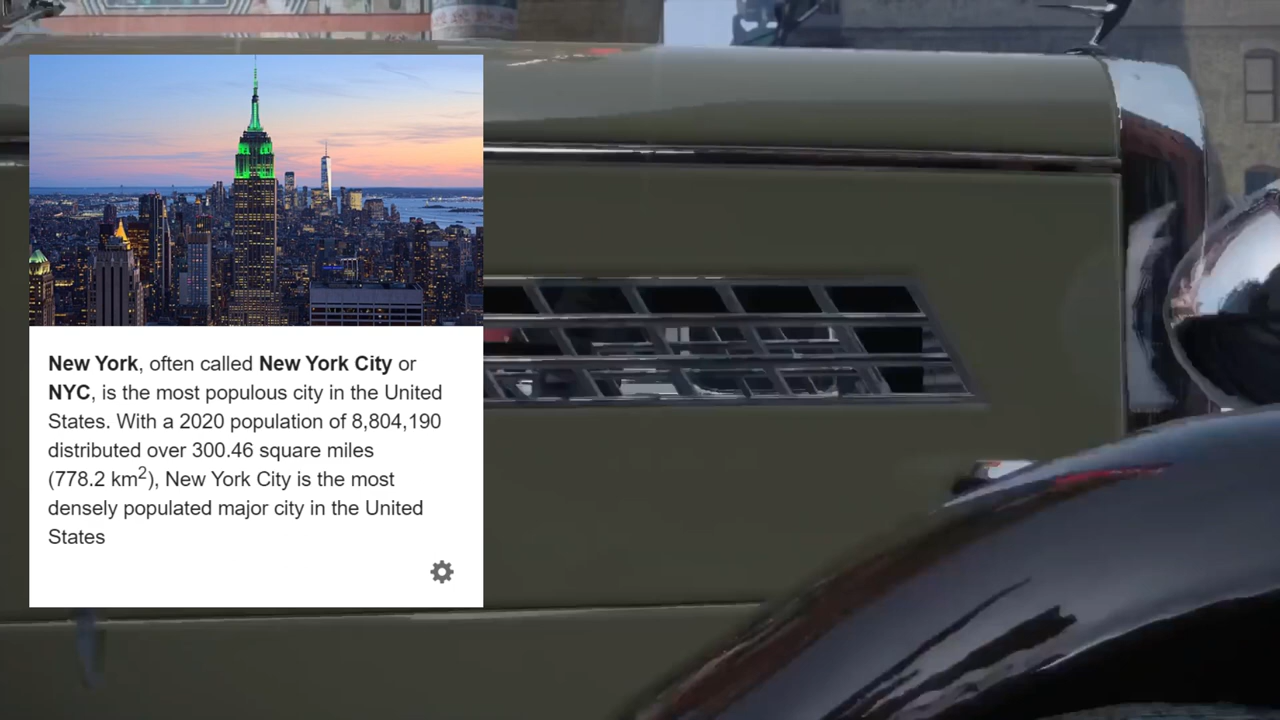 New York, often called New York City or
NYC, is the most populous city in the United
States. With a 2020 population of 8,804,190
distributed over 300.46 square miles
(778.2 km²), New York City is the most
densely populated major city in the United
States